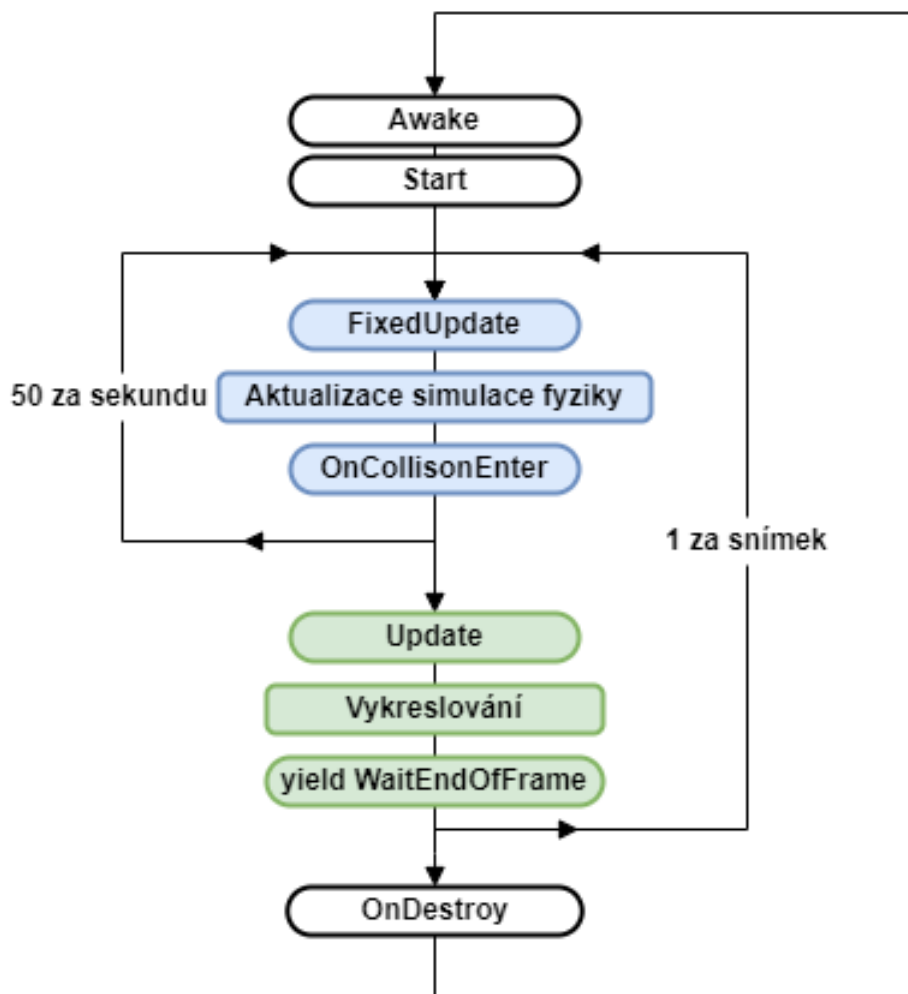 Awake
Start
FixedUpdate
50 za sekundu
Aktualizace simulace fyziky
OnCollisonEnter
1 za snímek
Update
Vykreslování
yield WaitEndOfFrame
OnDestroy